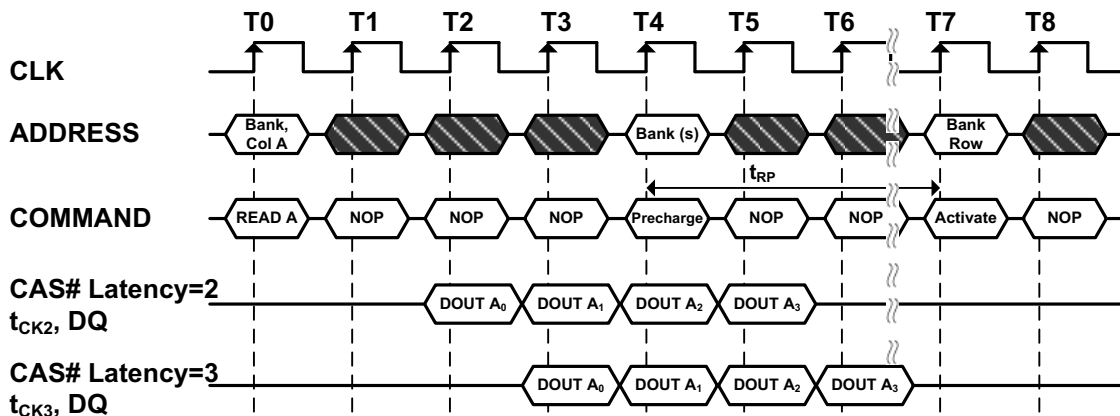 T0 T1 T2 T3 T4 T5 T6 T7 T8
CLK
ADDRESS
Bank, Col A
Bank (s)
Bank Row
tRP
COMMAND
READ A NOP NOP NOP Precharge NOP NOP Activate NOP
CAS# Latency=2
tCK2, DQ
DOUT A0 DOUT A1 DOUT A2 DOUT A3
CAS# Latency=3
tCK3, DQ
DOUT A0 DOUT A1 DOUT A2 DOUT A3